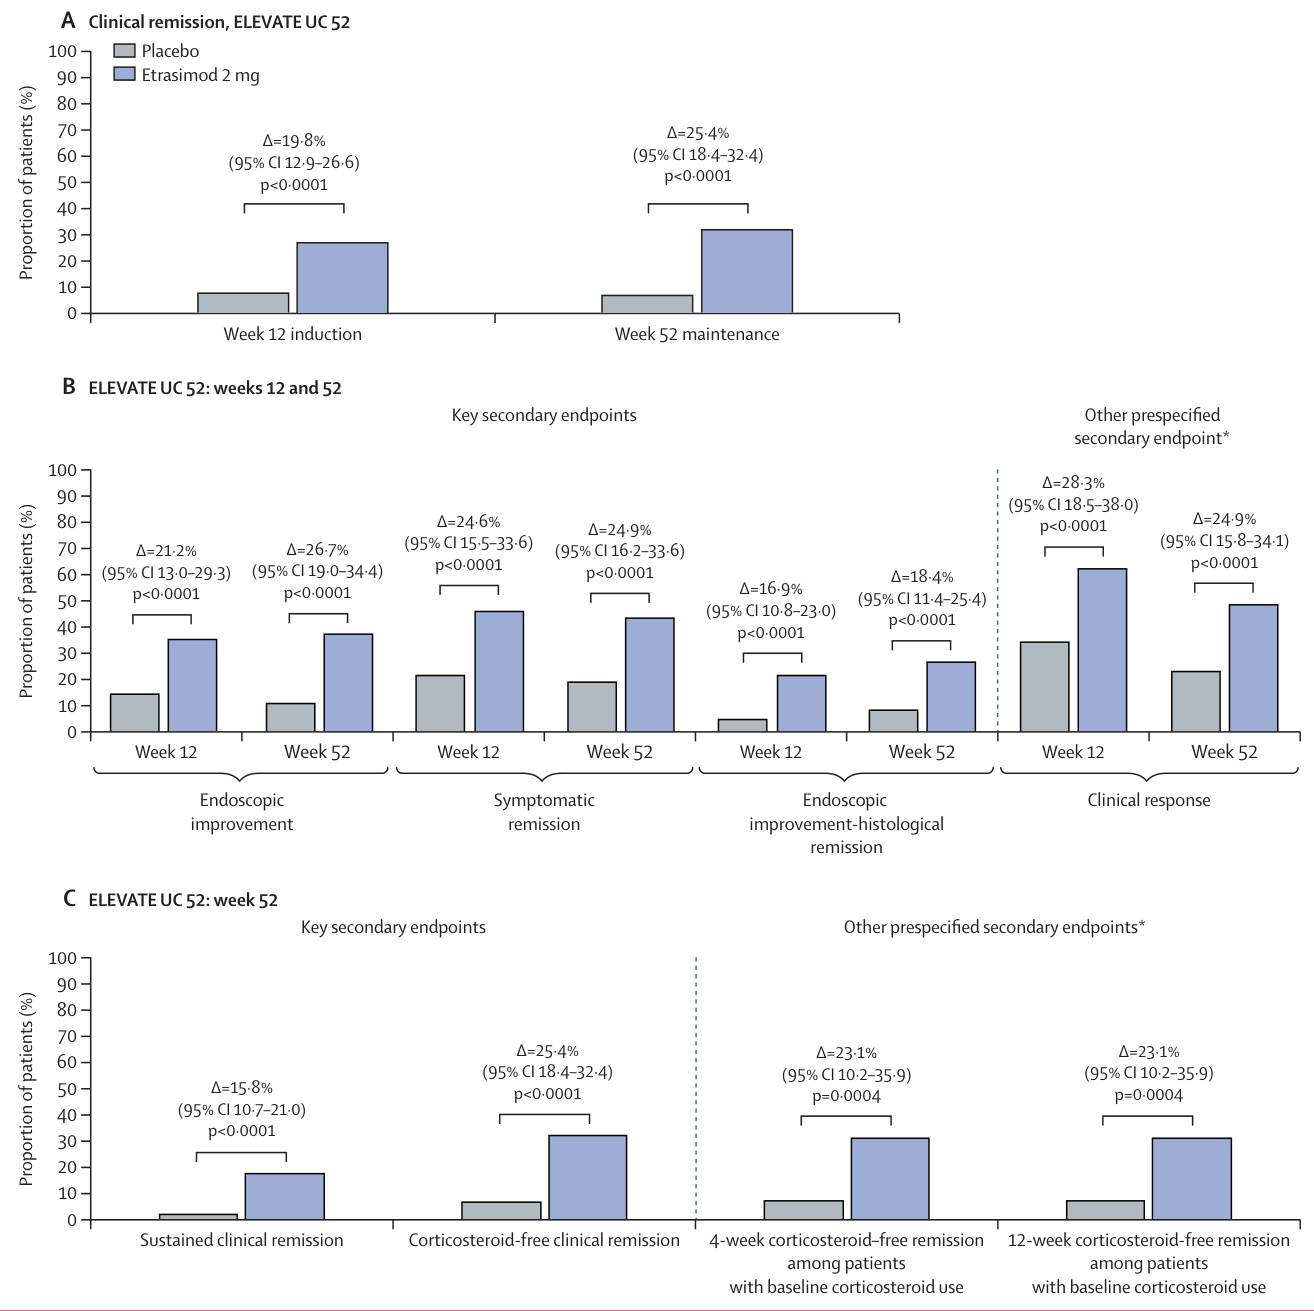 A Clinical remission, ELEVATE UC 52
Placebo
Etrasimod 2 mg
Proportion of patients (%)
100
90
80
70
60
50
40
30
20
10
0
Δ=19·8%
(95% CI 12·9–26·6)
p<0·0001
Δ=25·4%
(95% CI 18·4–32·4)
p<0·0001
Week 12 induction
Week 52 maintenance
B ELEVATE UC 52: weeks 12 and 52
Key secondary endpoints
Other prespecified
secondary endpoint*
Proportion of patients (%)
100
90
80
70
60
50
40
30
20
10
0
Δ=21·2%
(95% CI 13·0–29·3)
p<0·0001
Δ=26·7%
(95% CI 19·0–34·4)
p<0·0001
Δ=24·6%
(95% CI 15·5–33·6)
p<0·0001
Δ=24·9%
(95% CI 16·2–33·6)
p<0·0001
Δ=16·9%
(95% CI 10·8–23·0)
p<0·0001
Δ=18·4%
(95% CI 11·4–25·4)
p<0·0001
Δ=28·3%
(95% CI 18·5–38·0)
p<0·0001
Δ=24·9%
(95% CI 15·8–34·1)
p<0·0001
Week 12
Week 52
Week 12
Week 52
Week 12
Week 52
Week 12
Week 52
Endoscopic
improvement
Symptomatic
remission
Endoscopic
improvement-histological
remission
Clinical response
C ELEVATE UC 52: week 52
Key secondary endpoints
Other prespecified secondary endpoints*
Proportion of patients (%)
100
90
80
70
60
50
40
30
20
10
0
Δ=15·8%
(95% CI 10·7–21·0)
p<0·0001
Δ=25·4%
(95% CI 18·4–32·4)
p<0·0001
Δ=23·1%
(95% CI 10·2–35·9)
p=0·0004
Δ=23·1%
(95% CI 10·2–35·9)
p=0·0004
Sustained clinical remission
Corticosteroid-free clinical remission
4-week corticosteroid–free remission
among patients
with baseline corticosteroid use
12-week corticosteroid-free remission
among patients
with baseline corticosteroid use